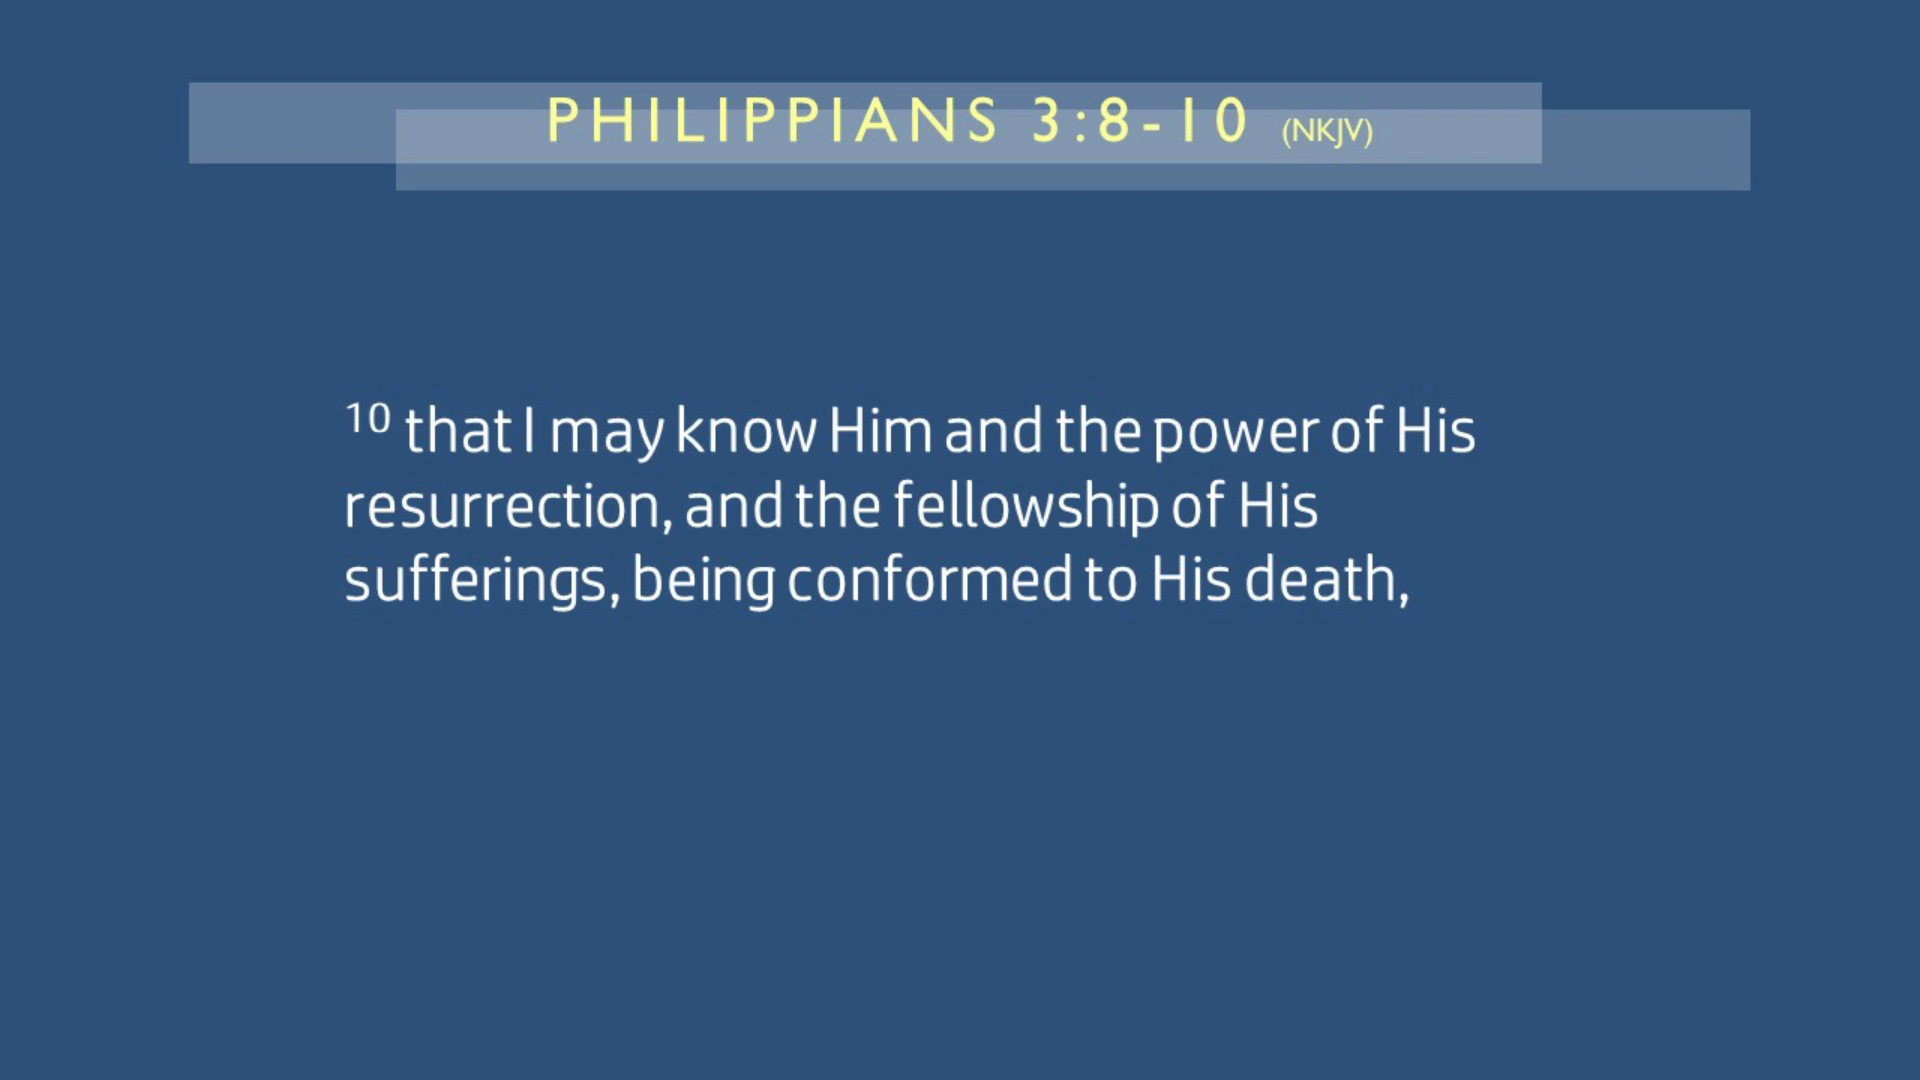 PHILIPPIANS 3:8-10 (NKJV)
10 that I may know Him and the power of His
resurrection, and the fellowship of His
sufferings, being conformed to His death,